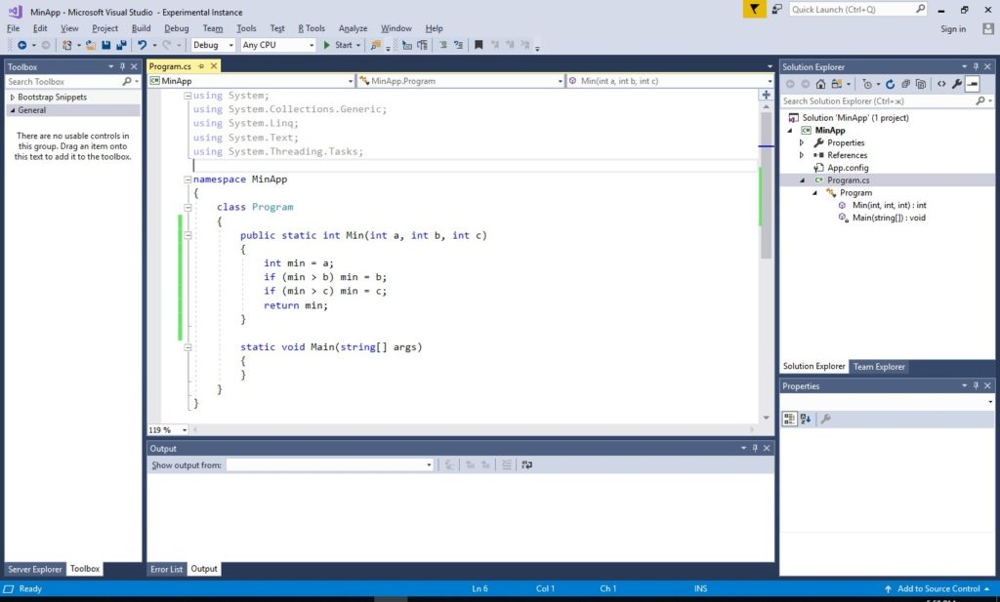 MinApp - Microsoft Visual Studio - Experimental Instance
Quick Launch (Ctrl+Q)
File Edit View Project Build Debug Team Tools Test R Tools Analyze Window Help
Sign in
Debug Any CPU Start
Toolbox
Search Toolbox
Bootstrap Snippets
General
There are no usable controls in
this group. Drag an item onto
this text to add it to the toolbox.
Server Explorer Toolbox
Program.cs
MinApp MinApp.Program Min(int a, int b, int c)
using System;
using System.Collections.Generic;
using System.Linq;
using System.Text;
using System.Threading.Tasks;
namespace MinApp
{
class Program
{
public static int Min(int a, int b, int c)
{
int min = a;
if (min > b) min = b;
if (min > c) min = c;
return min;
}
static void Main(string[] args)
{
}
}
}
119 %
Output
Show output from:
Error List Output
Solution Explorer
Search Solution Explorer (Ctrl+ж)
Solution 'MinApp' (1 project)
MinApp
Properties
References
App.config
Program.cs
Program
Min(int, int, int) : int
Main(string[]) : void
Solution Explorer Team Explorer
Properties
Ready Ln 6 Col 1 Ch 1 INS Add to Source Control